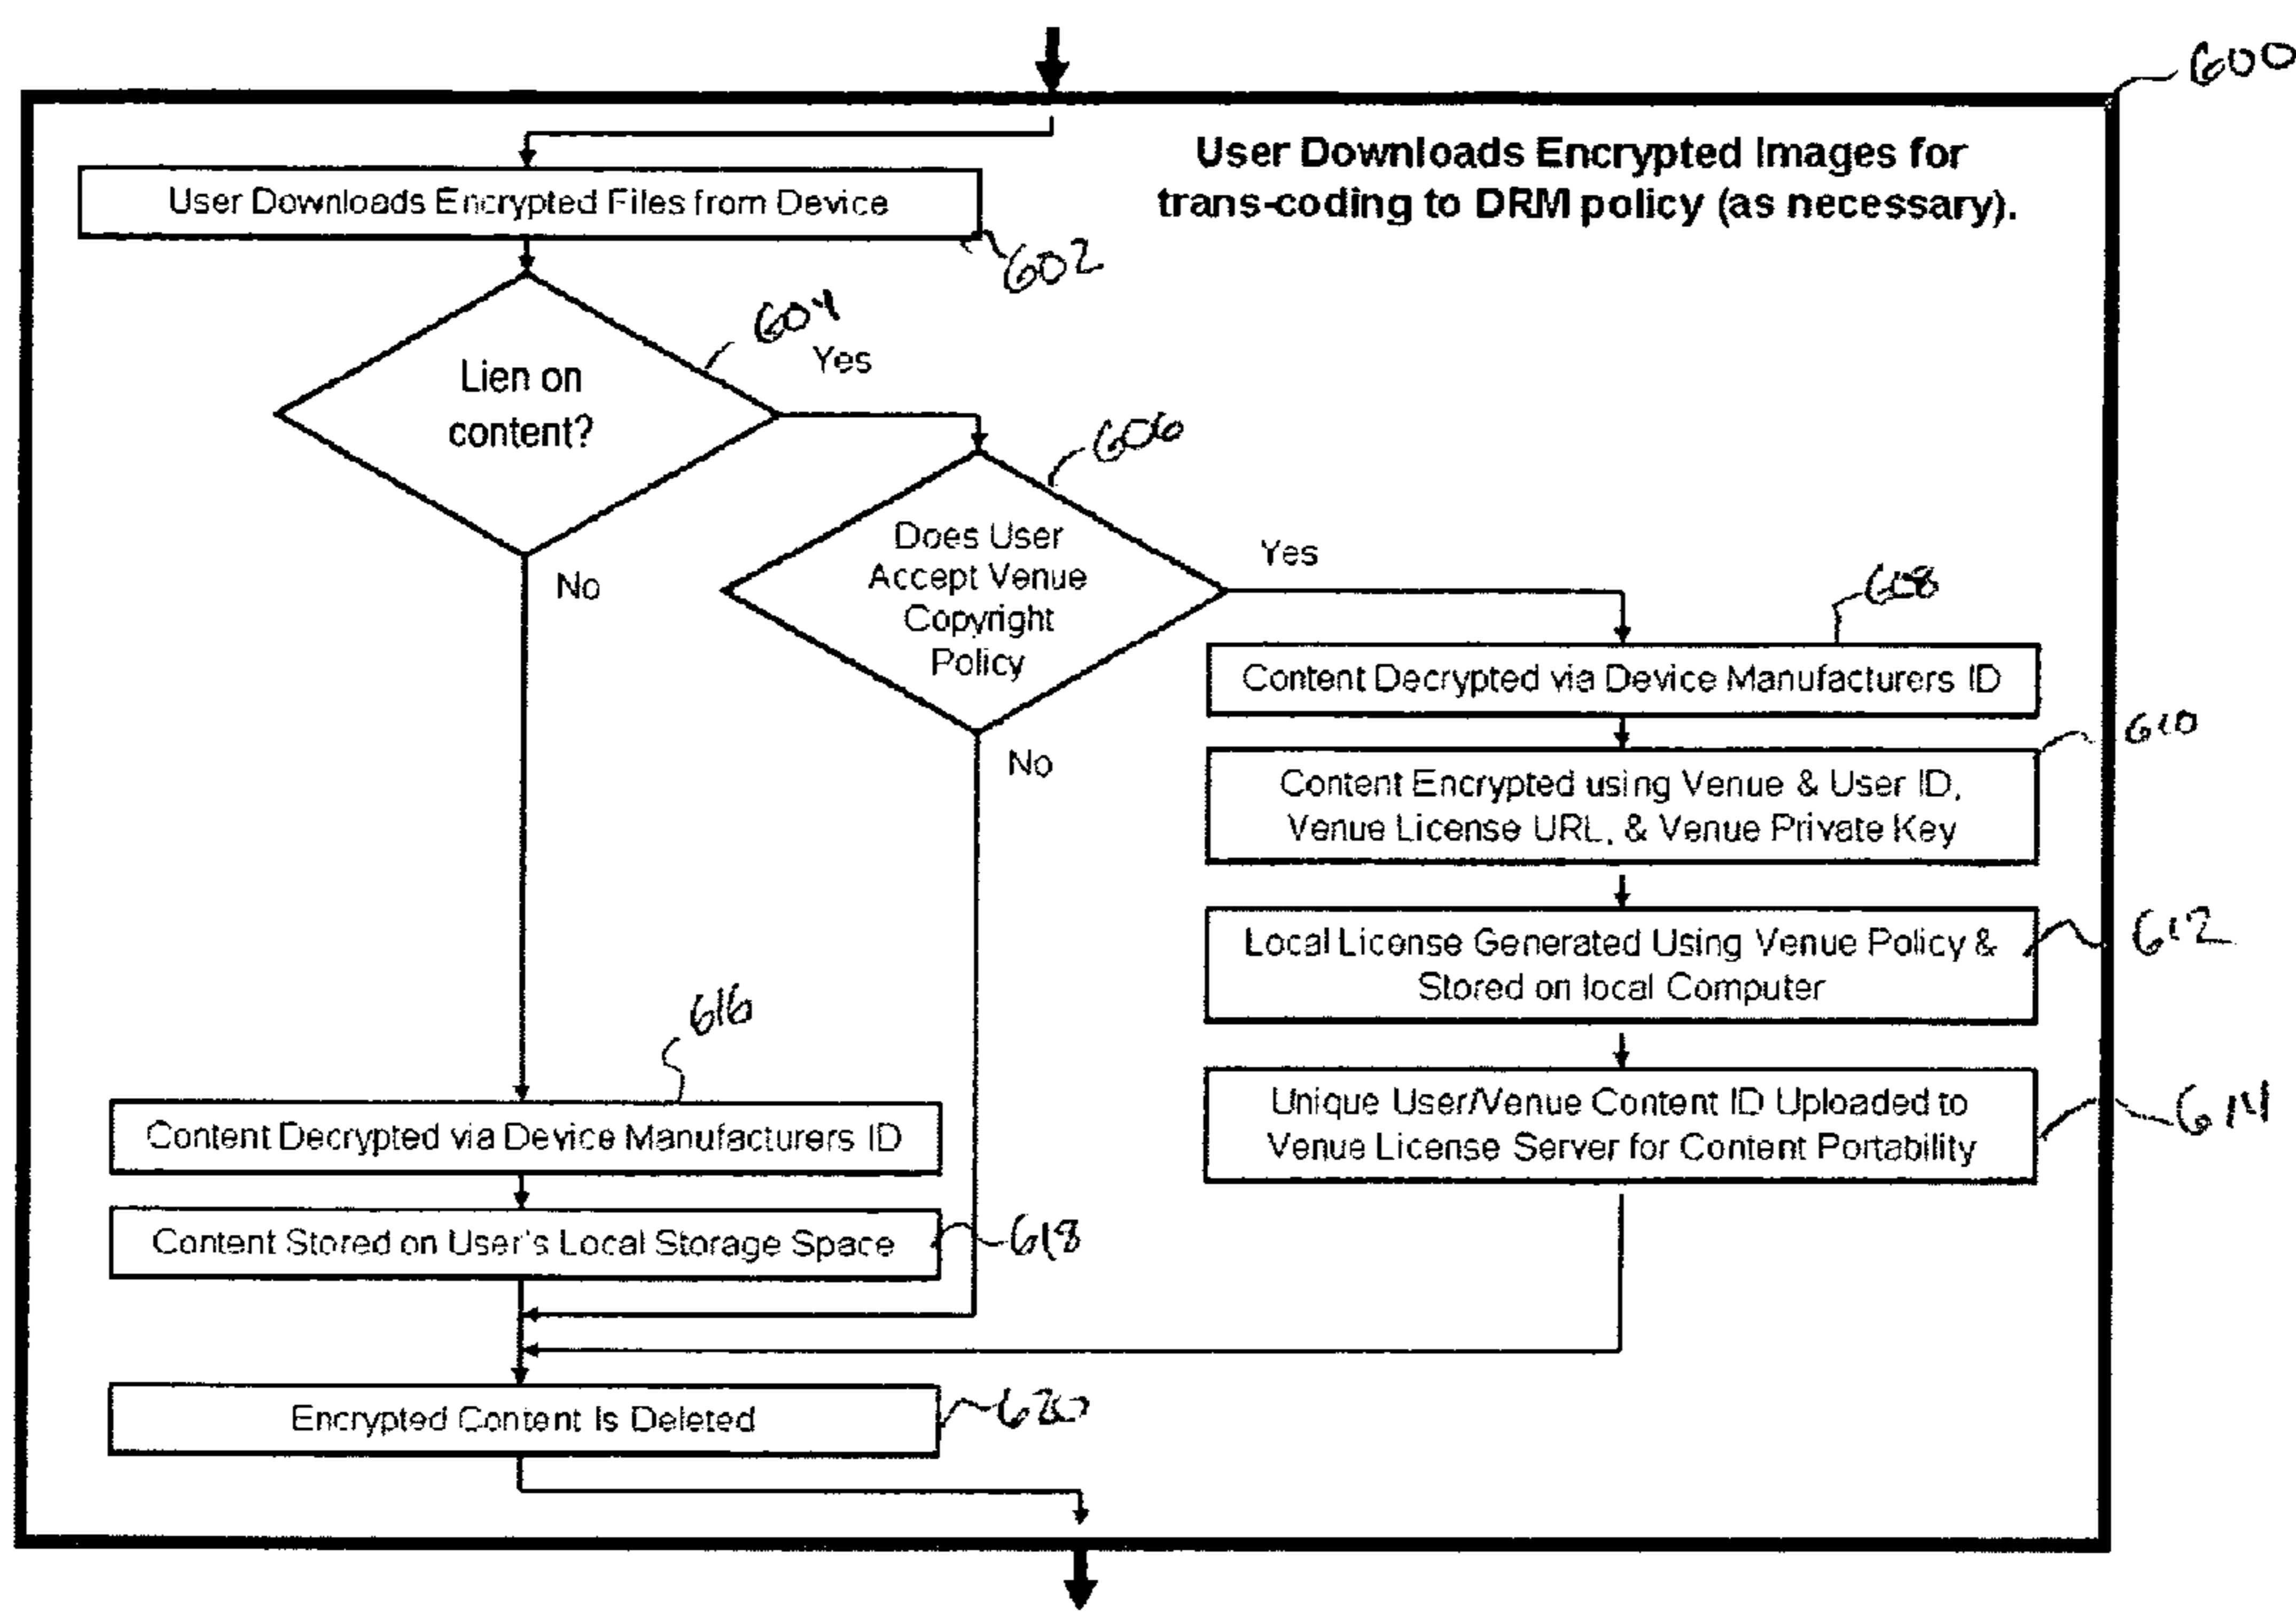 600
User Downloads Encrypted Images for
trans-coding to DRM policy (as necessary).
User Downloads Encrypted Files from Device
602
Lien on
content?
604
Yes
No
606
Does User
Accept Venue
Copyright
Policy
Yes
No
608
Content Decrypted via Device Manufacturers ID
610
Content Encrypted using Venue & User ID,
Venue License URL, & Venue Private Key
612
Local License Generated Using Venue Policy &
Stored on local Computer
614
Unique User/Venue Content ID Uploaded to
Venue License Server for Content Portability
616
Content Decrypted via Device Manufacturers ID
Content Stored on User's Local Storage Space
618
Encrypted Content Is Deleted
620